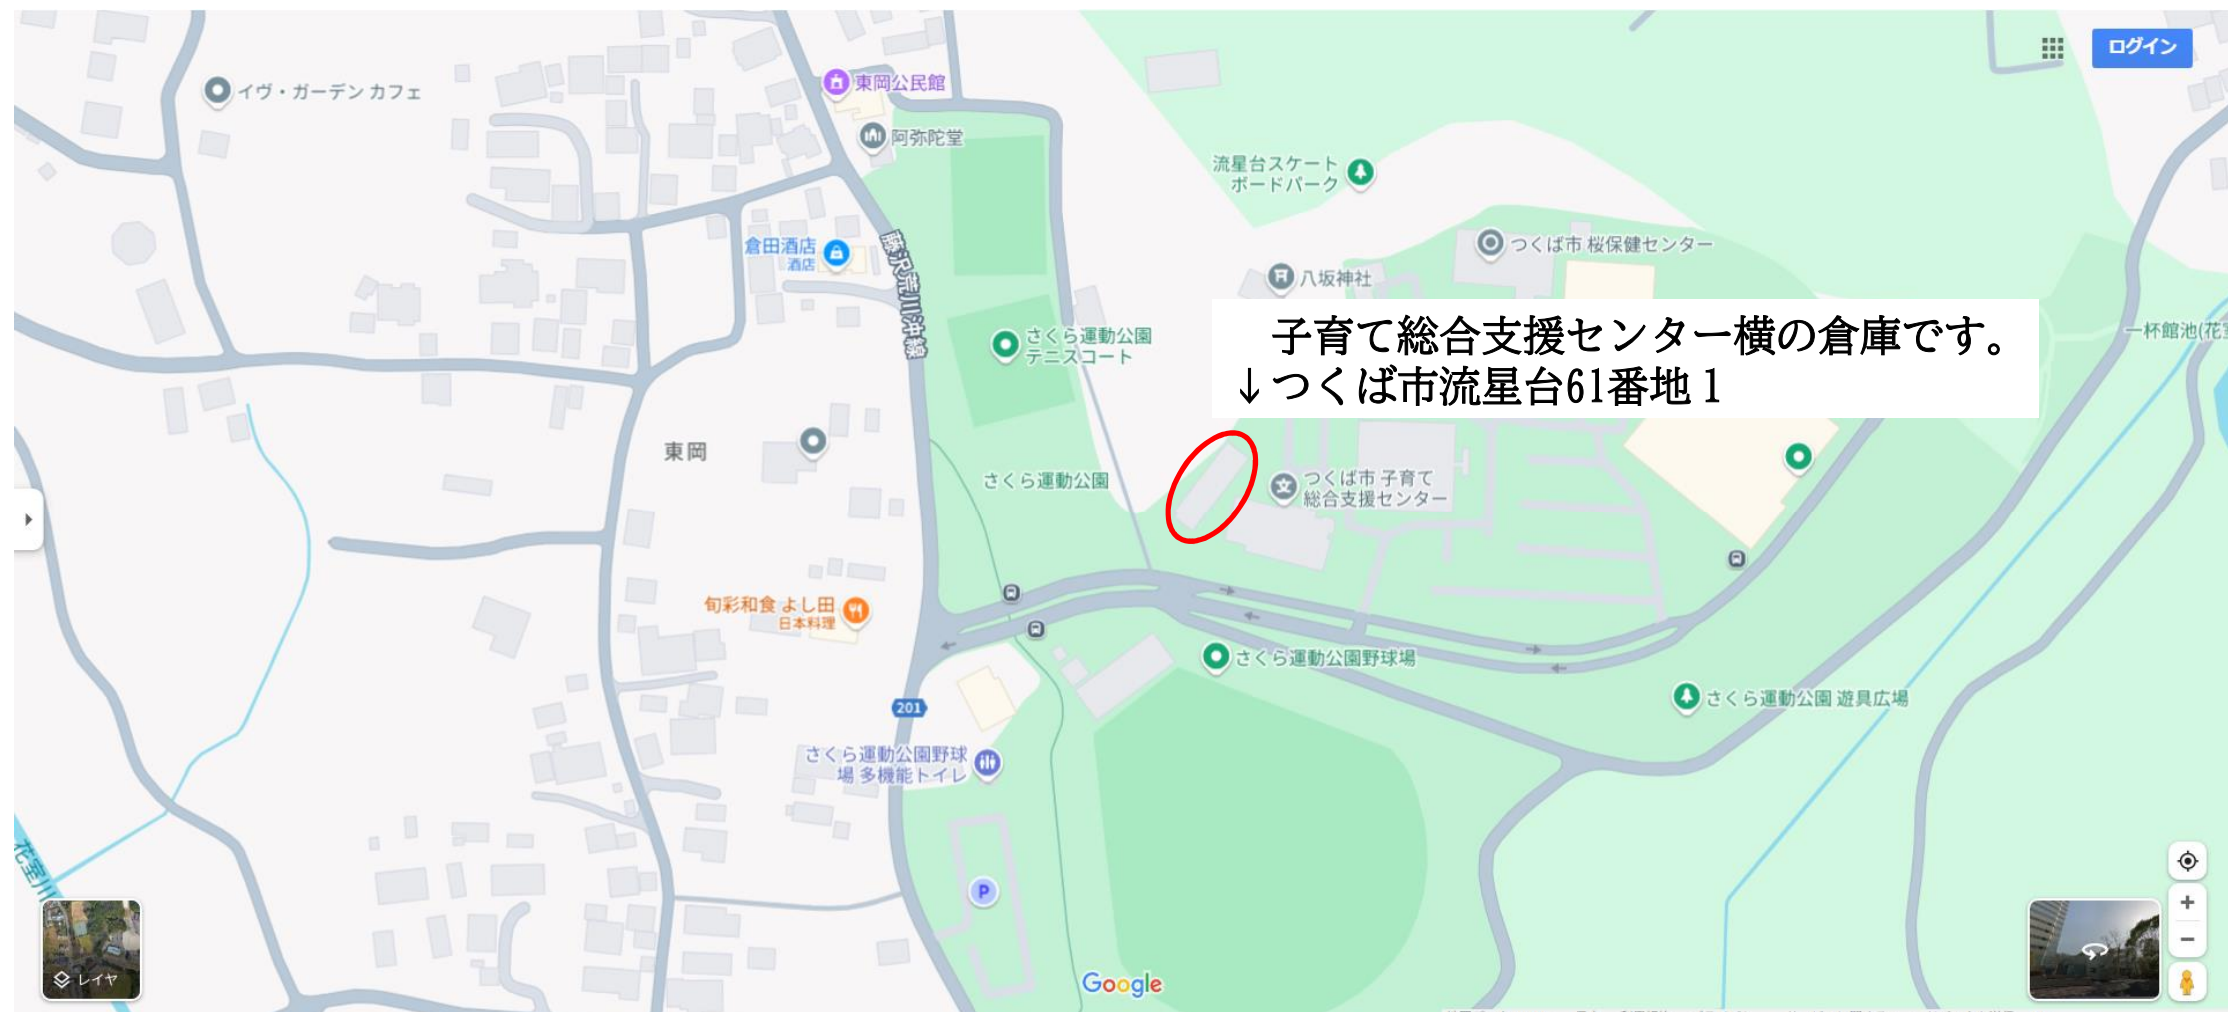 ログイン
イヴ・ガーデン カフェ
東岡公民館
阿弥陀堂
流星台スケート
ボードパーク
倉田酒店
酒店
藤沢荒川沖線
つくば市 桜保健センター
八坂神社
さくら運動公園
テニスコート
子育て総合支援センター横の倉庫です。
↓つくば市流星台61番地1
一杯館池(花室
東岡
さくら運動公園
つくば市 子育て
総合支援センター
旬彩和食 よし田
日本料理
さくら運動公園野球場
さくら運動公園 遊具広場
201
さくら運動公園野球
場 多機能トイレ
花室川
P
レイヤ
Google